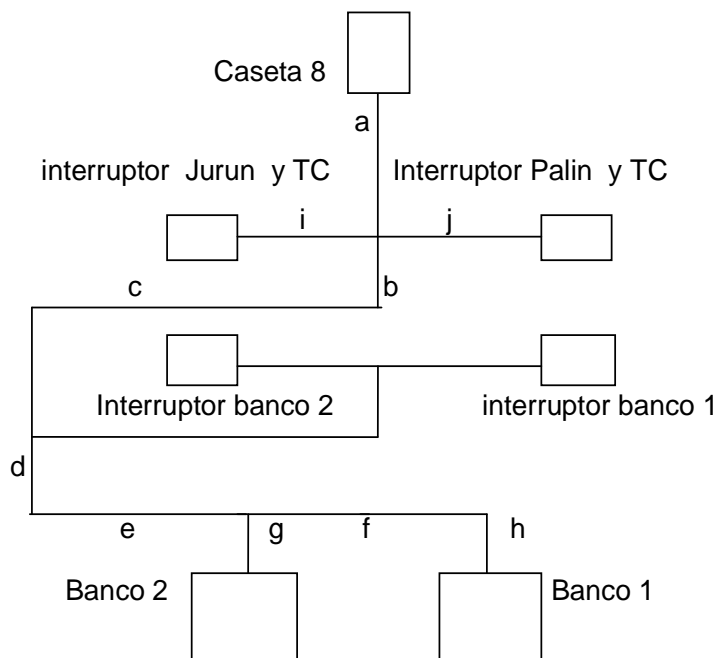 Caseta 8
a
interruptor Jurun y TC
Interruptor Palin y TC
i
j
c
b
Interruptor banco 2
interruptor banco 1
d
e
g
f
h
Banco 2
Banco 1